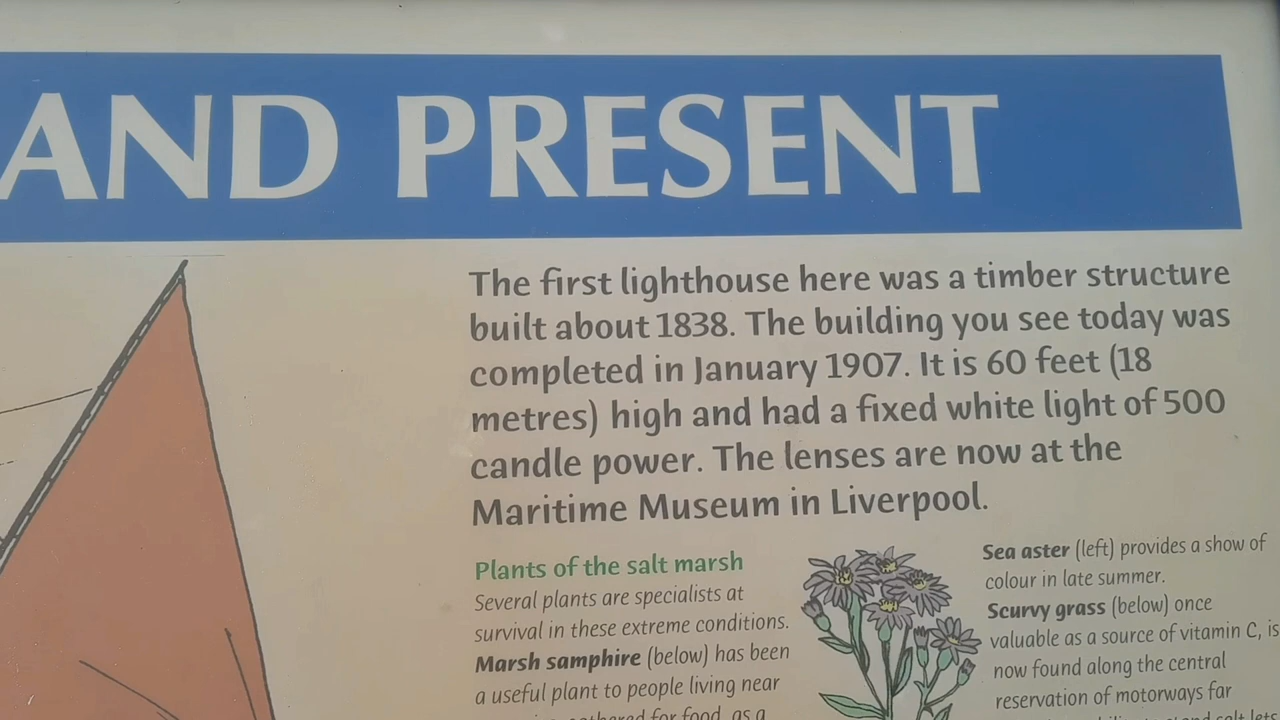 AND PRESENT
The first lighthouse here was a timber structure
built about 1838. The building you see today was
completed in January 1907. It is 60 feet (18
metres) high and had a fixed white light of 500
candle power. The lenses are now at the
Maritime Museum in Liverpool.
Plants of the salt marsh
Several plants are specialists at
survival in these extreme conditions.
Marsh samphire (below) has been
a useful plant to people living near
gathered for food, as a
Sea aster (left) provides a show of
colour in late summer.
Scurvy grass (below) once
valuable as a source of vitamin C, is
now found along the central
reservation of motorways far